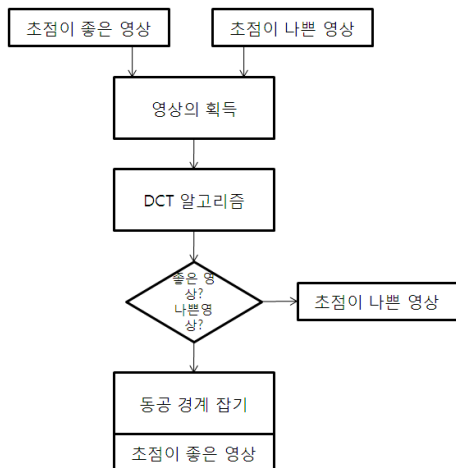 초점이 좋은 영상
초점이 나쁜 영상
영상의 획득
DCT 알고리즘
좋은 영
상?
나쁜영
상?
초점이 나쁜 영상
동공 경계 잡기
초점이 좋은 영상